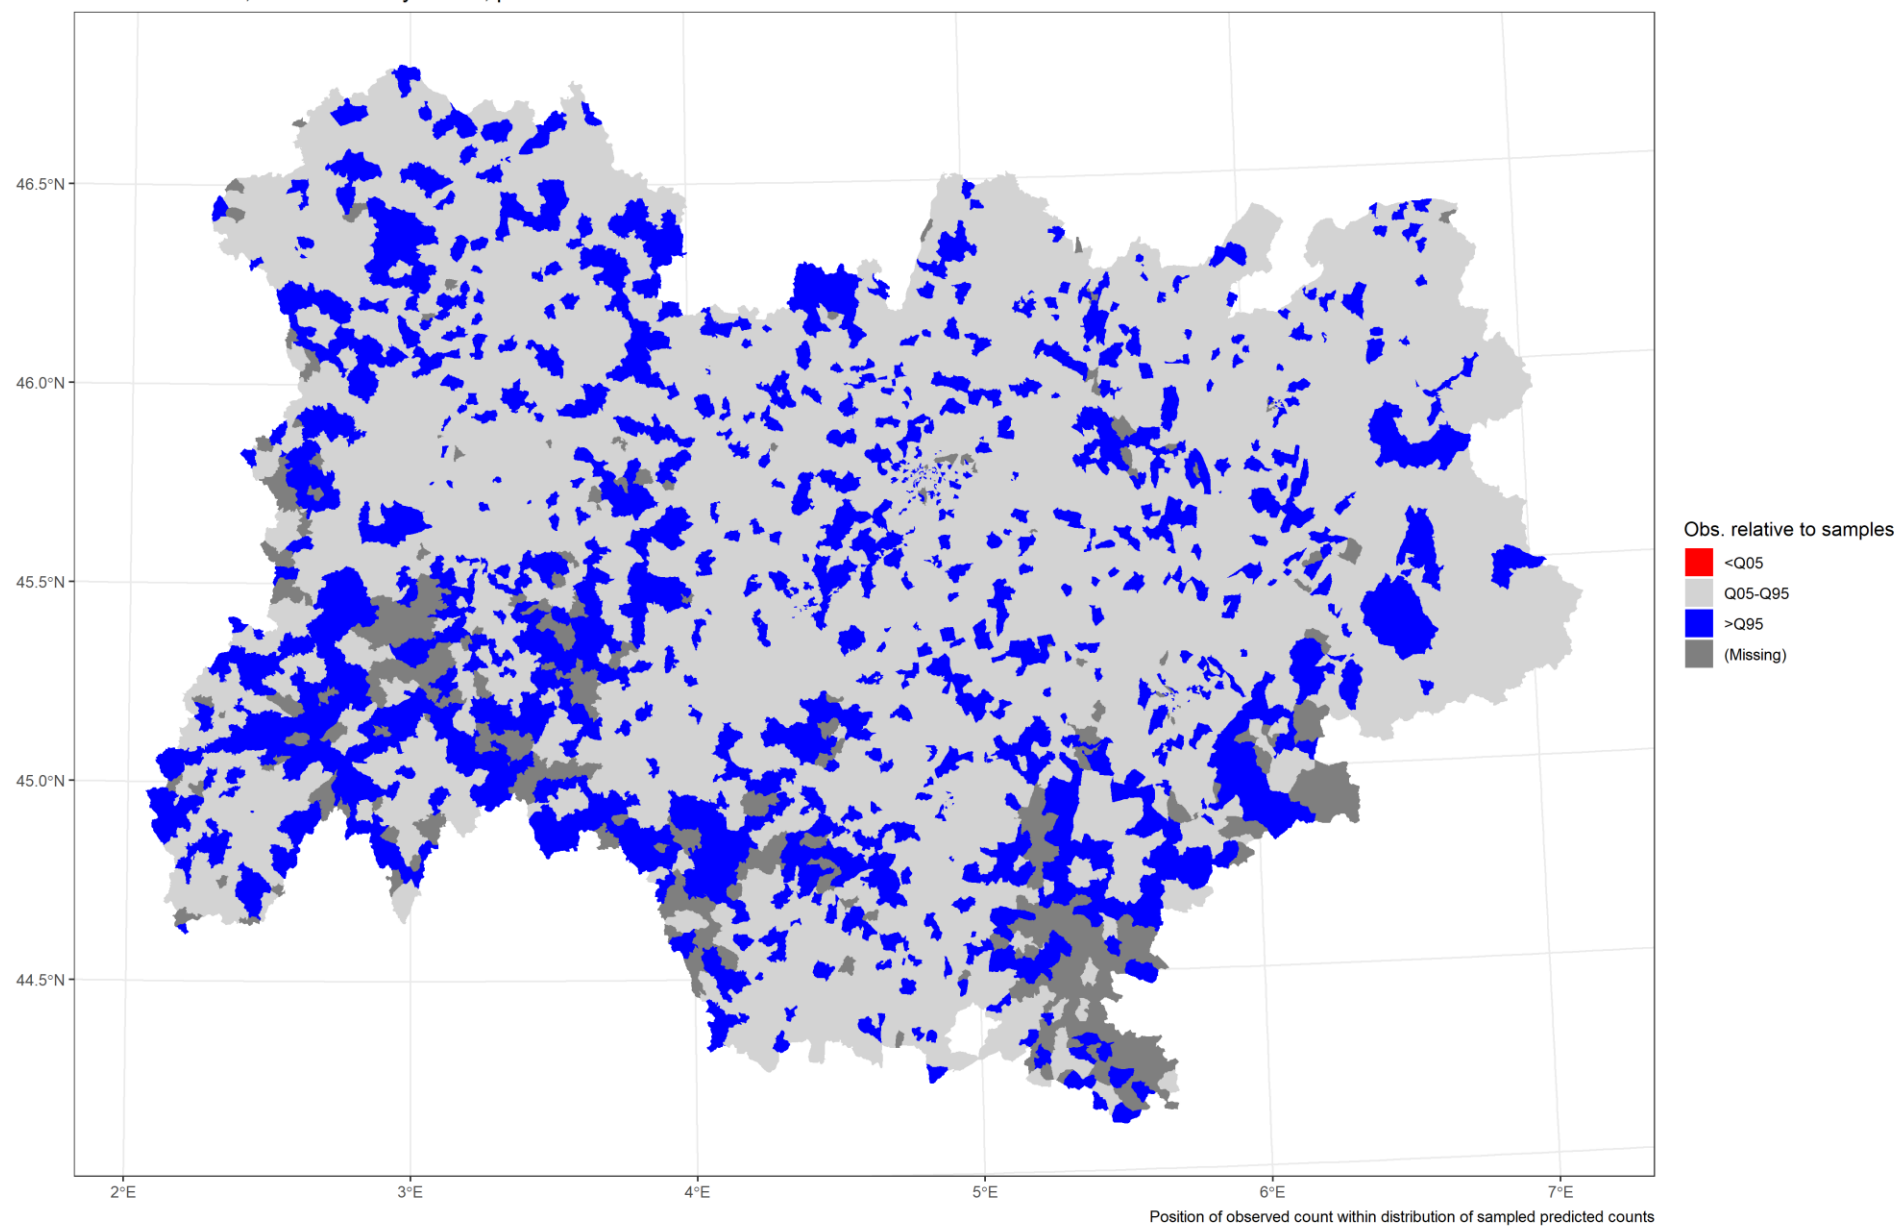 46.5°N
46.0°N
45.5°N
45.0°N
44.5°N
2°E 3°E 4°E 5°E 6°E 7°E
Obs. relative to samples
<Q05
Q05-Q95
>Q95
(Missing)
Position of observed count within distribution of sampled predicted counts